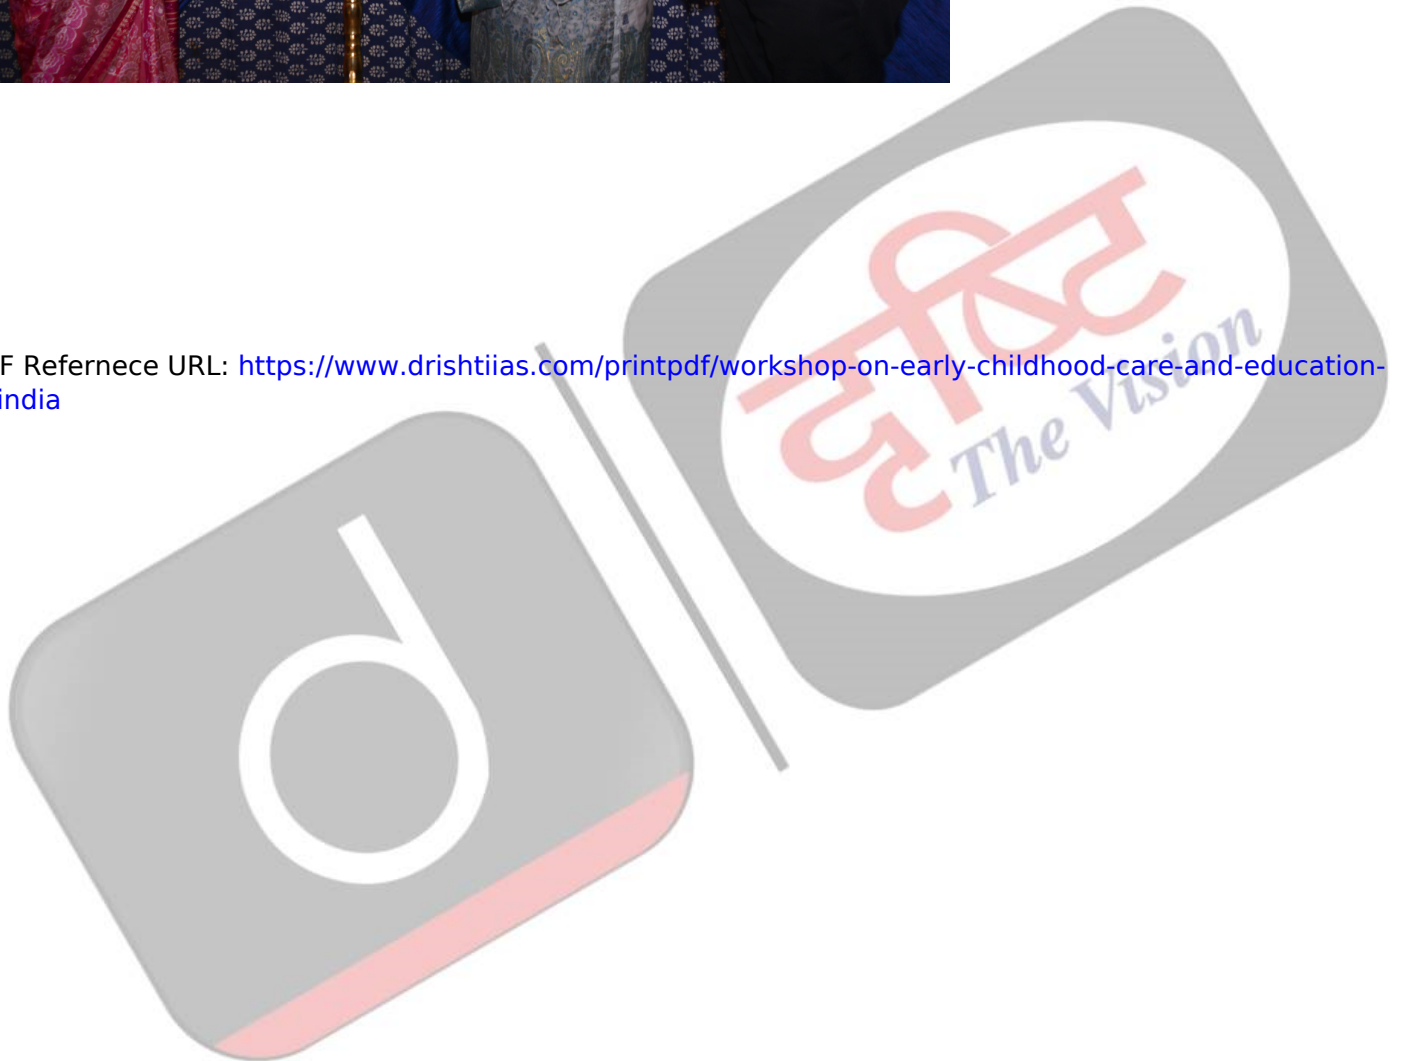 F Refernece URL: https://www.drishtiias.com/printpdf/workshop-on-early-childhood-care-and-education-
india
दृष्टि
The Vision
d